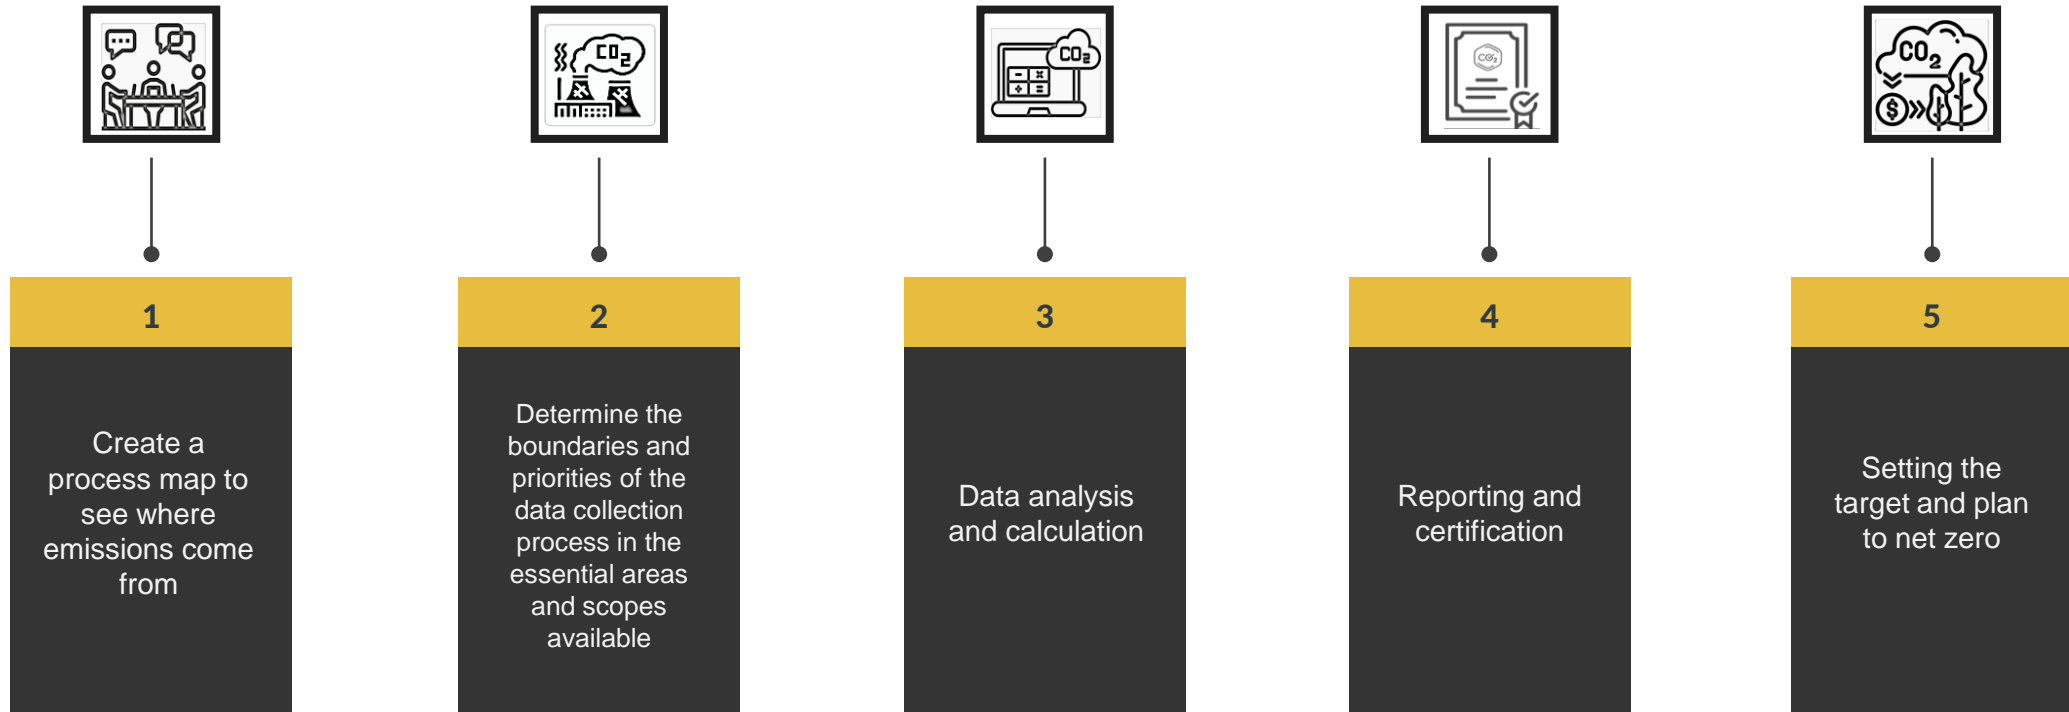 CO2
CO2
CO2
CO2
$
1
2
3
4
5
Create a
process map to
see where
emissions come
from
Determine the
boundaries and
priorities of the
data collection
process in the
essential areas
and scopes
available
Data analysis
and calculation
Reporting and
certification
Setting the
target and plan
to net zero